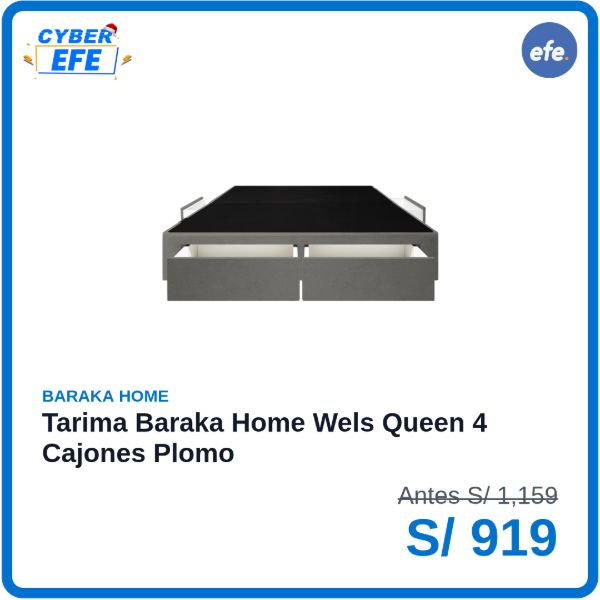 CYBER
EFE
efe.
BARAKA HOME
Tarima Baraka Home Wels Queen 4
Cajones Plomo
Antes S/ 1,159
S/ 919